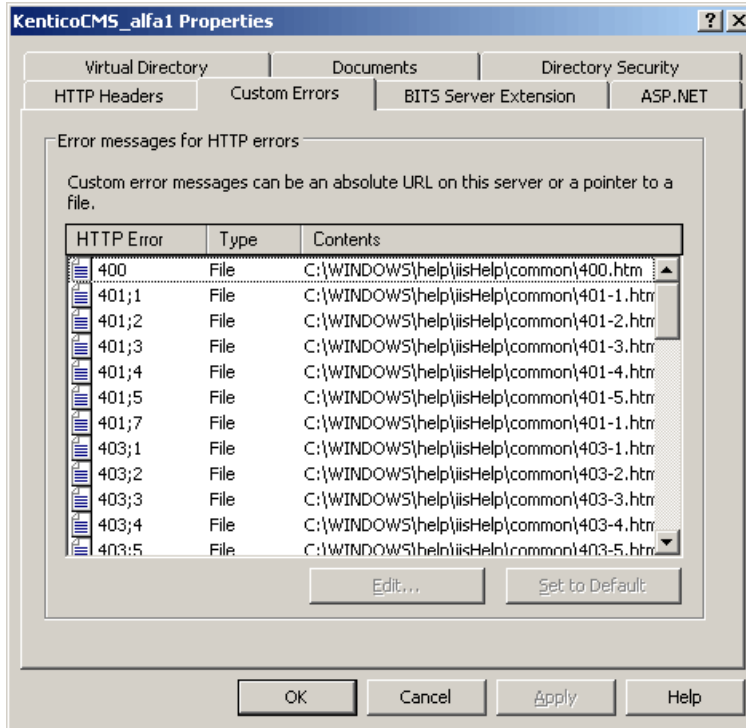 KenticoCMS_alfa1 Properties
Virtual Directory Documents Directory Security
HTTP Headers Custom Errors BITS Server Extension ASP.NET
Error messages for HTTP errors
Custom error messages can be an absolute URL on this server or a pointer to a
file.
HTTP Error Type Contents
400 File C:\WINDOWS\help\iisHelp\common\400.htm
401;1 File C:\WINDOWS\help\iisHelp\common\401-1.htm
401;2 File C:\WINDOWS\help\iisHelp\common\401-2.htm
401;3 File C:\WINDOWS\help\iisHelp\common\401-3.htm
401;4 File C:\WINDOWS\help\iisHelp\common\401-4.htm
401;5 File C:\WINDOWS\help\iisHelp\common\401-5.htm
401;7 File C:\WINDOWS\help\iisHelp\common\401-1.htm
403;1 File C:\WINDOWS\help\iisHelp\common\403-1.htm
403;2 File C:\WINDOWS\help\iisHelp\common\403-2.htm
403;3 File C:\WINDOWS\help\iisHelp\common\403-3.htm
403;4 File C:\WINDOWS\help\iisHelp\common\403-4.htm
403;5 File C:\WINDOWS\help\iisHelp\common\403-5.htm
Edit... Set to Default
OK Cancel Apply Help